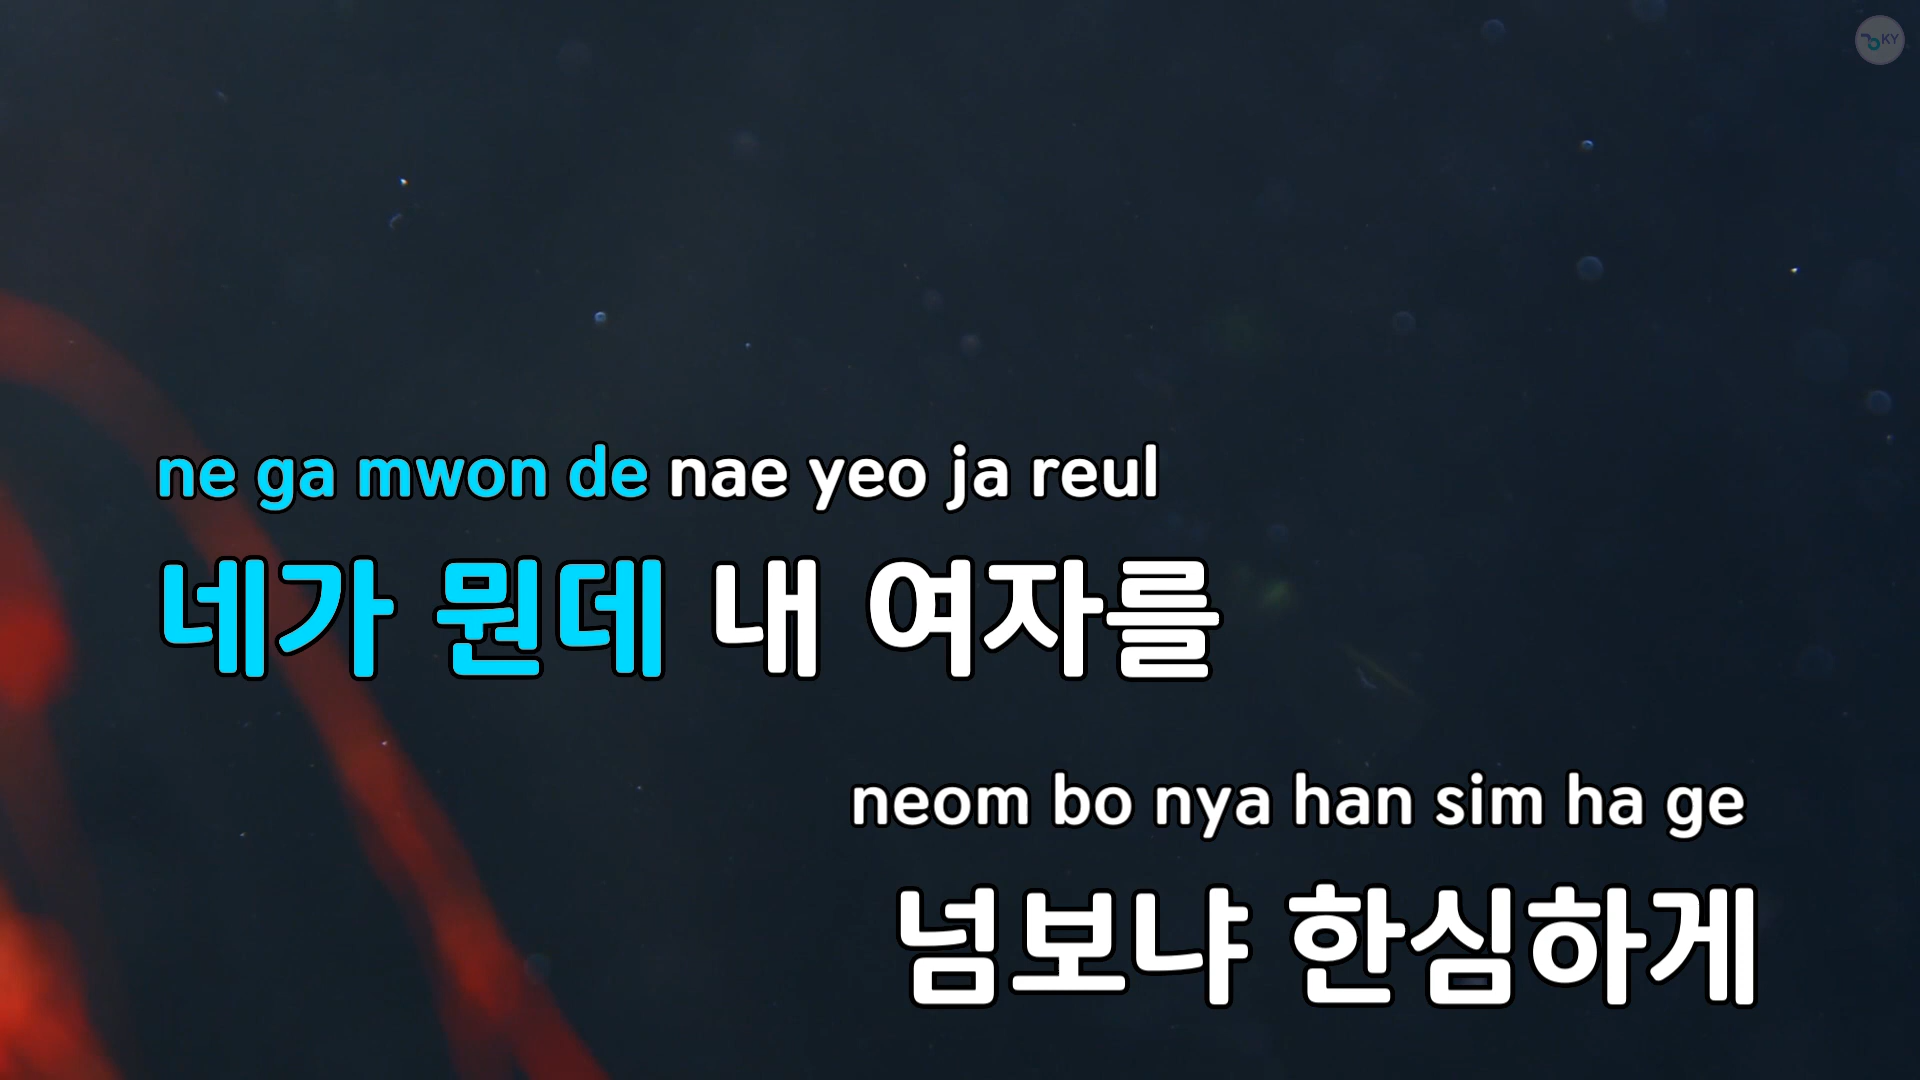 KY
ne ga mwon de nae yeo ja reul
네가 뭔데 내 여자를
neom bo nya han sim ha ge
넘보냐 한심하게